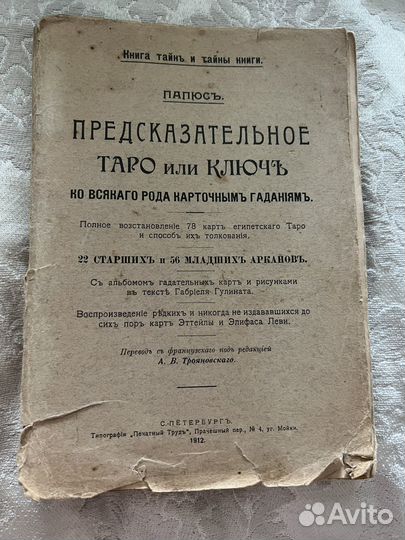 Книга тайнъ и тайны книги.
ПАПЮСЪ.
ПРЕДСКАЗАТЕЛЬНОЕ
ТАРО или КЛЮЧЪ
КО ВСЯКАГО РОДА КАРТОЧНЫМЪ ГАДАНІЯМЪ.
Полное возстановленіе 78 картъ египетскаго Таро
и способъ ихъ толкованія.
22 СТАРШИХЪ и 56 МЛАДШИХЪ АРКАНОВЪ.
Съ альбомомъ гадательныхъ картъ и рисунками
въ текстѣ Габріеля Гулината.
Воспроизведеніе рѣдкихъ и никогда не издававшихся до
сихъ поръ картъ Эттейлы и Элифаса Леви.
Переводъ съ французскаго подъ редакціей
А. В. Трояновскаго.
С.-ПЕТЕРБУРГЪ.
Типографія „Печатный Трудъ", Прачешный пер., № 4, уг. Мойки.
1912.
Avito